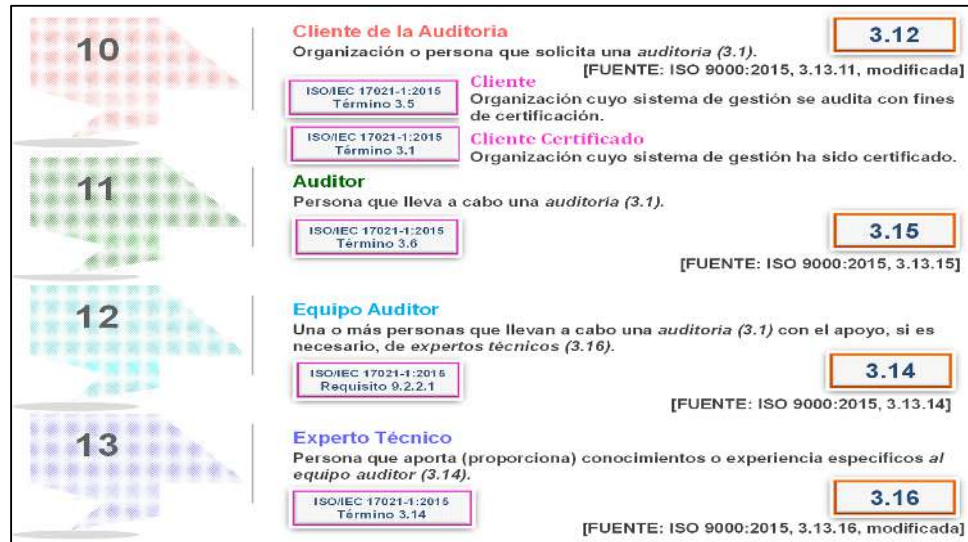 10
Cliente de la Auditoria
3.12
Organización o persona que solicita una auditoria (3.1).
[FUENTE: ISO 9000:2015, 3.13.11, modificada]
ISO/IEC 17021-1:2015
Término 3.5
Cliente
Organización cuyo sistema de gestión se audita con fines
de certificación.
ISO/IEC 17021-1:2015
Término 3.1
Cliente Certificado
Organización cuyo sistema de gestión ha sido certificado.
11
Auditor
Persona que lleva a cabo una auditoria (3.1).
ISO/IEC 17021-1:2015
Término 3.6
3.15
[FUENTE: ISO 9000:2015, 3.13.15]
12
Equipo Auditor
Una o más personas que llevan a cabo una auditoria (3.1) con el apoyo, si es
necesario, de expertos técnicos (3.16).
ISO/IEC 17021-1:2015
Requisito 9.2.2.1
3.14
[FUENTE: ISO 9000:2015, 3.13.14]
13
Experto Técnico
Persona que aporta (proporciona) conocimientos o experiencia específicos al
equipo auditor (3.14).
ISO/IEC 17021-1:2015
Término 3.14
3.16
[FUENTE: ISO 9000:2015, 3.13.16, modificada]